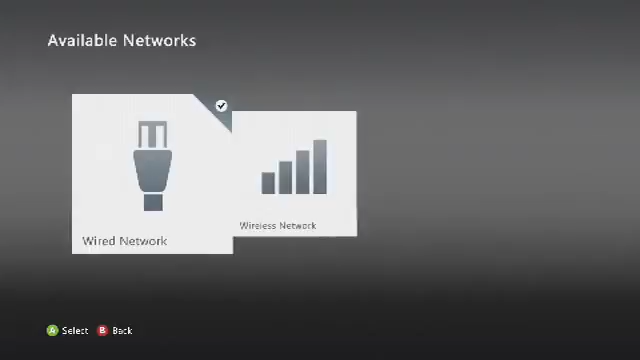 Available Networks
Wired Network
Wireless Network
A Select B Back